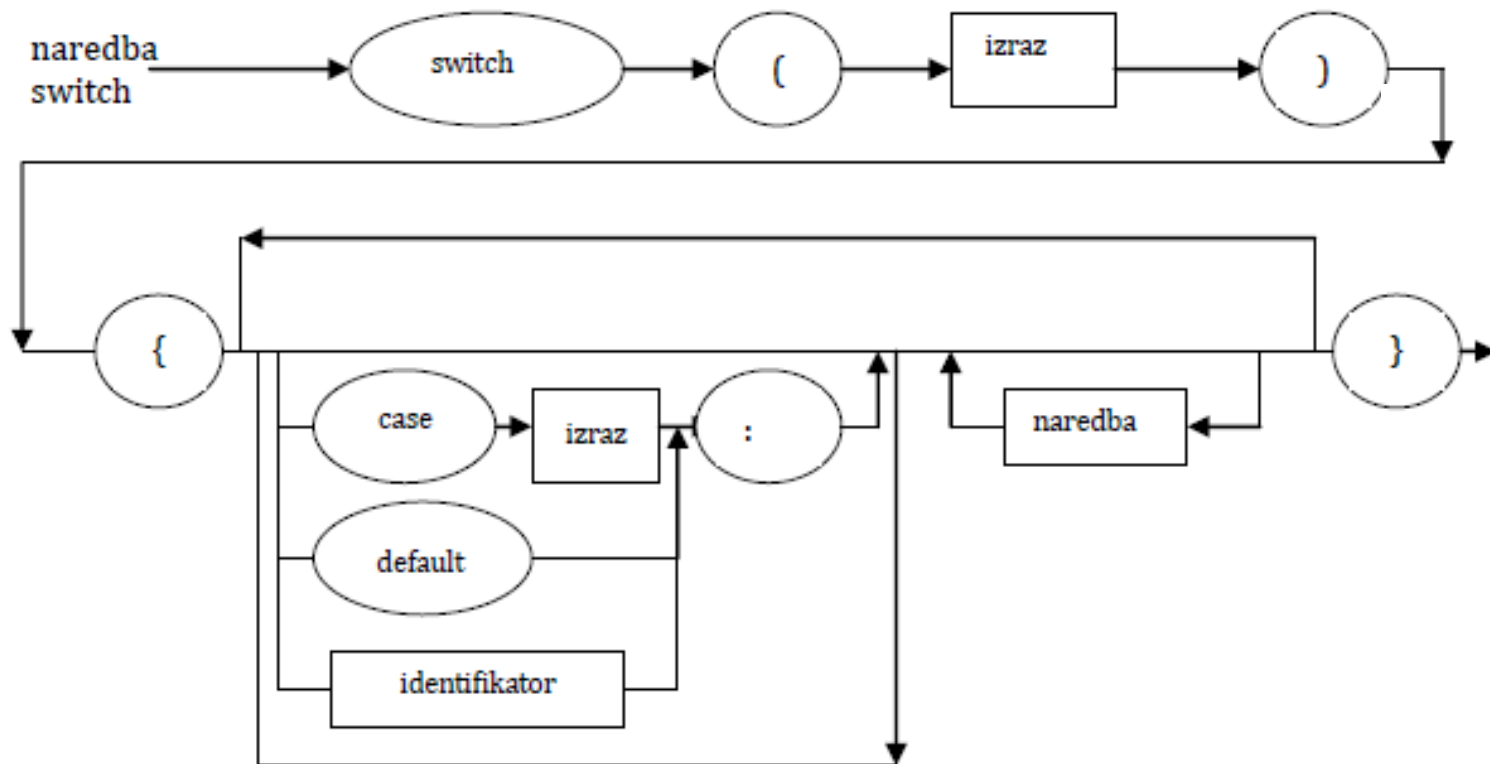 naredba
switch
switch
(
izraz
)
{
case
izraz
:
naredba
}
default
identifikator